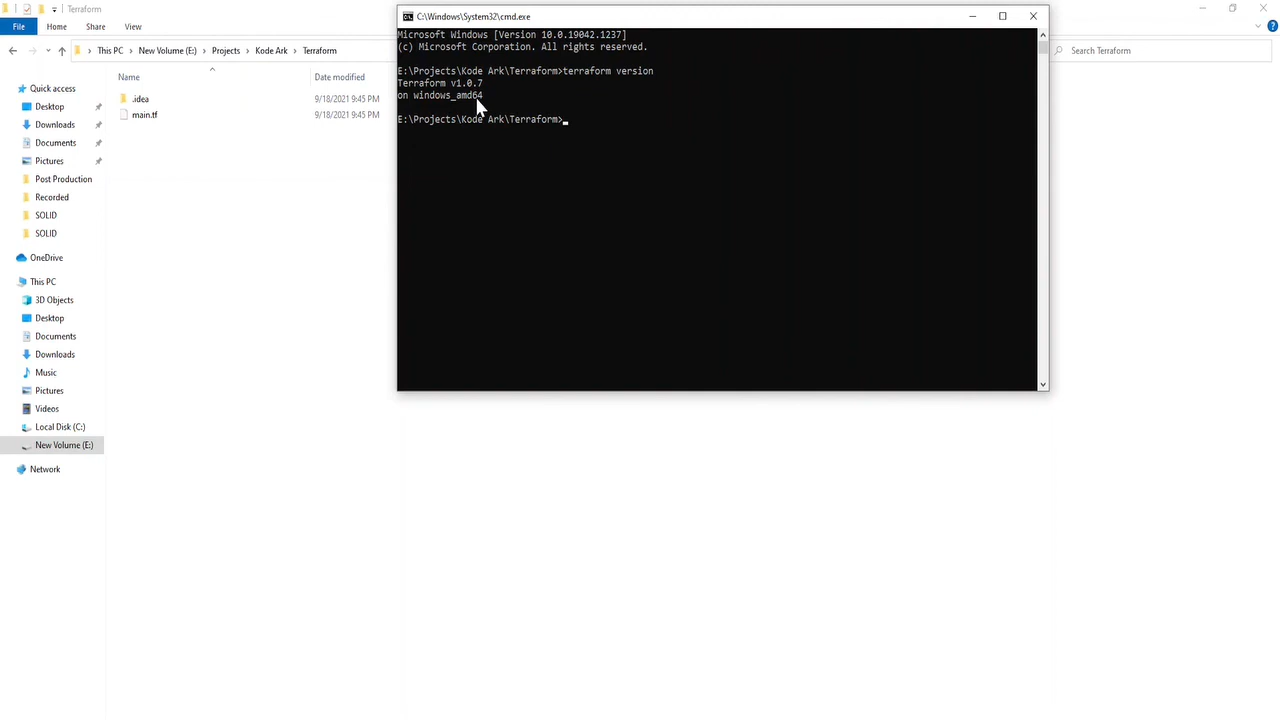 Terraform
File Home Share View
This PC New Volume (E:) Projects Kode Ark Terraform
Search Terraform
Name Date modified
.idea 9/18/2021 9:45 PM
main.tf 9/18/2021 9:45 PM
Quick access
Desktop
Downloads
Documents
Pictures
Post Production
Recorded
SOLID
SOLID
OneDrive
This PC
3D Objects
Desktop
Documents
Downloads
Music
Pictures
Videos
Local Disk (C:)
New Volume (E:)
Network
C:\Windows\System32\cmd.exe
Microsoft Windows [Version 10.0.19042.1237]
(c) Microsoft Corporation. All rights reserved.
E:\Projects\Kode Ark\Terraform>terraform version
Terraform v1.0.7
on windows_amd64
E:\Projects\Kode Ark\Terraform>